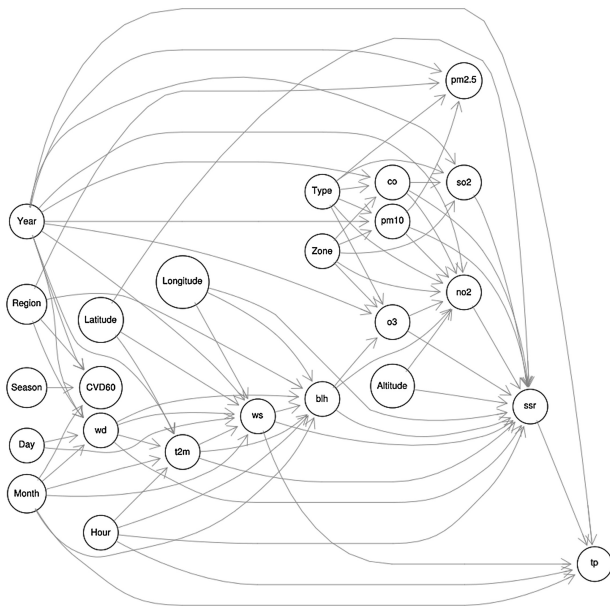 pm2.5
Type
co
so2
Year
pm10
Zone
Longitude
no2
Region
Latitude
o3
Season
CVD60
Altitude
blh
ssr
wd
ws
Day
t2m
Month
Hour
tp